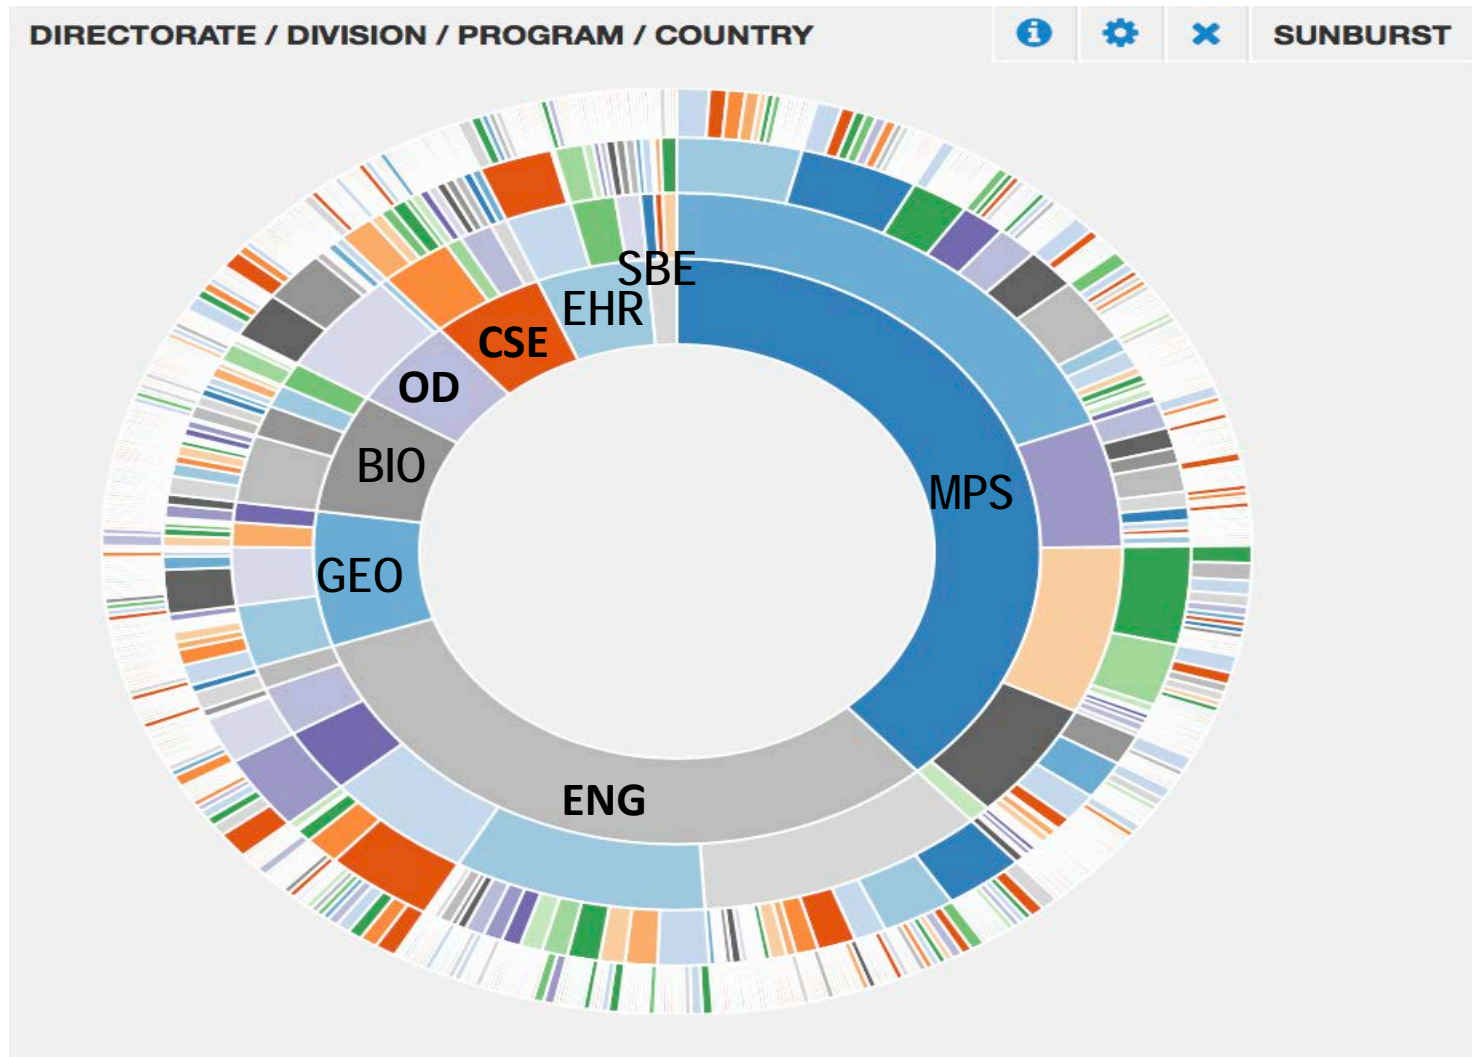 DIRECTORATE / DIVISION / PROGRAM / COUNTRY
SUNBURST
SBE
EHR
CSE
OD
BIO
MPS
GEO
ENG